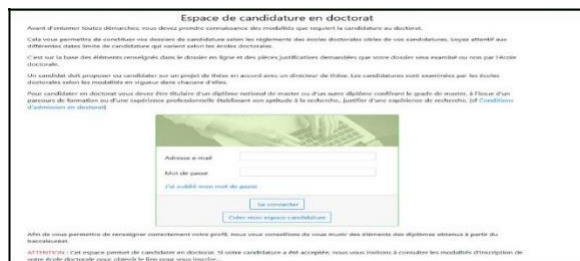 Espace de candidature en doctorat
Avant d'entamer toutes démarches, vous devez prendre connaissance des modalités que requiert la candidature au doctorat.
Cela vous permettra de constituer vos dossiers de candidature selon les règlements des écoles doctorales cibles de vos candidatures. Soyez attentif aux
différentes dates limite de candidature qui varient selon les écoles doctorales.
C'est sur la base des éléments renseignés dans le dossier en ligne et des pièces justificatives demandées que votre dossier sera examiné ou non par l'école
doctorale.
Un candidat doit proposer sa candidater sur un projet de thèse en accord avec un directeur de thèse. Les candidatures sont examinées par les écoles
doctorales selon les modalités en vigueur dans chacune d'elles.
Pour candidater en doctorat vous devez être titulaire d'un diplôme national de master ou d'un autre diplôme conférant le grade de master, à l'issue d'un
parcours de formation ou d'une expérience professionnelle établissant son aptitude à la recherche, justifier d'une expérience de recherche. (cf Conditions
d'admission en doctorat)
Adresse e-mail
Mot de passe
J'ai oublié mon mot de passe
Se connecter
Créer mon espace candidature
Afin de vous permettre de renseigner correctement votre profil, nous vous conseillons de vous munir des éléments des diplômes obtenus à partir du
baccalauréat.
ATTENTION : Cet espace permet de candidater en doctorat. Si votre candidature a été acceptée, nous vous invitons à consulter les modalités d'inscription de
votre école doctorale pour obtenir le lien pour vous inscrire...